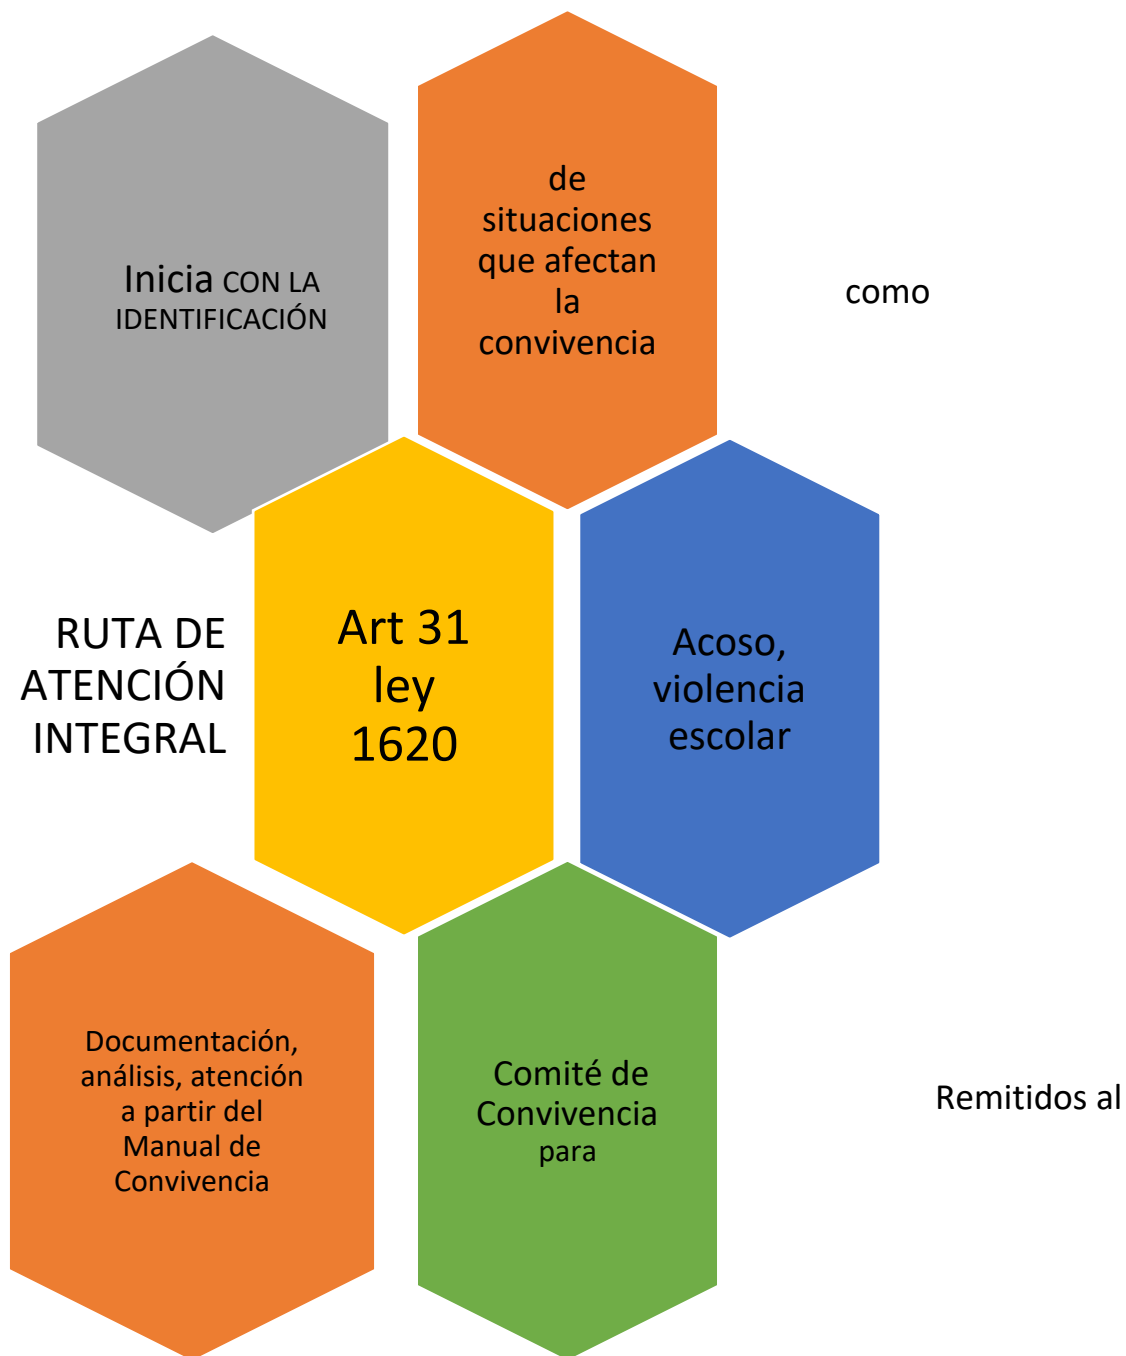 Inicia CON LA
IDENTIFICACIÓN
de
situaciones
que afectan
la
convivencia
como
RUTA DE
ATENCIÓN
INTEGRAL
Art 31
ley
1620
Acoso,
violencia
escolar
Documentación,
análisis, atención
a partir del
Manual de
Convivencia
Comité de
Convivencia
para
Remitidos al